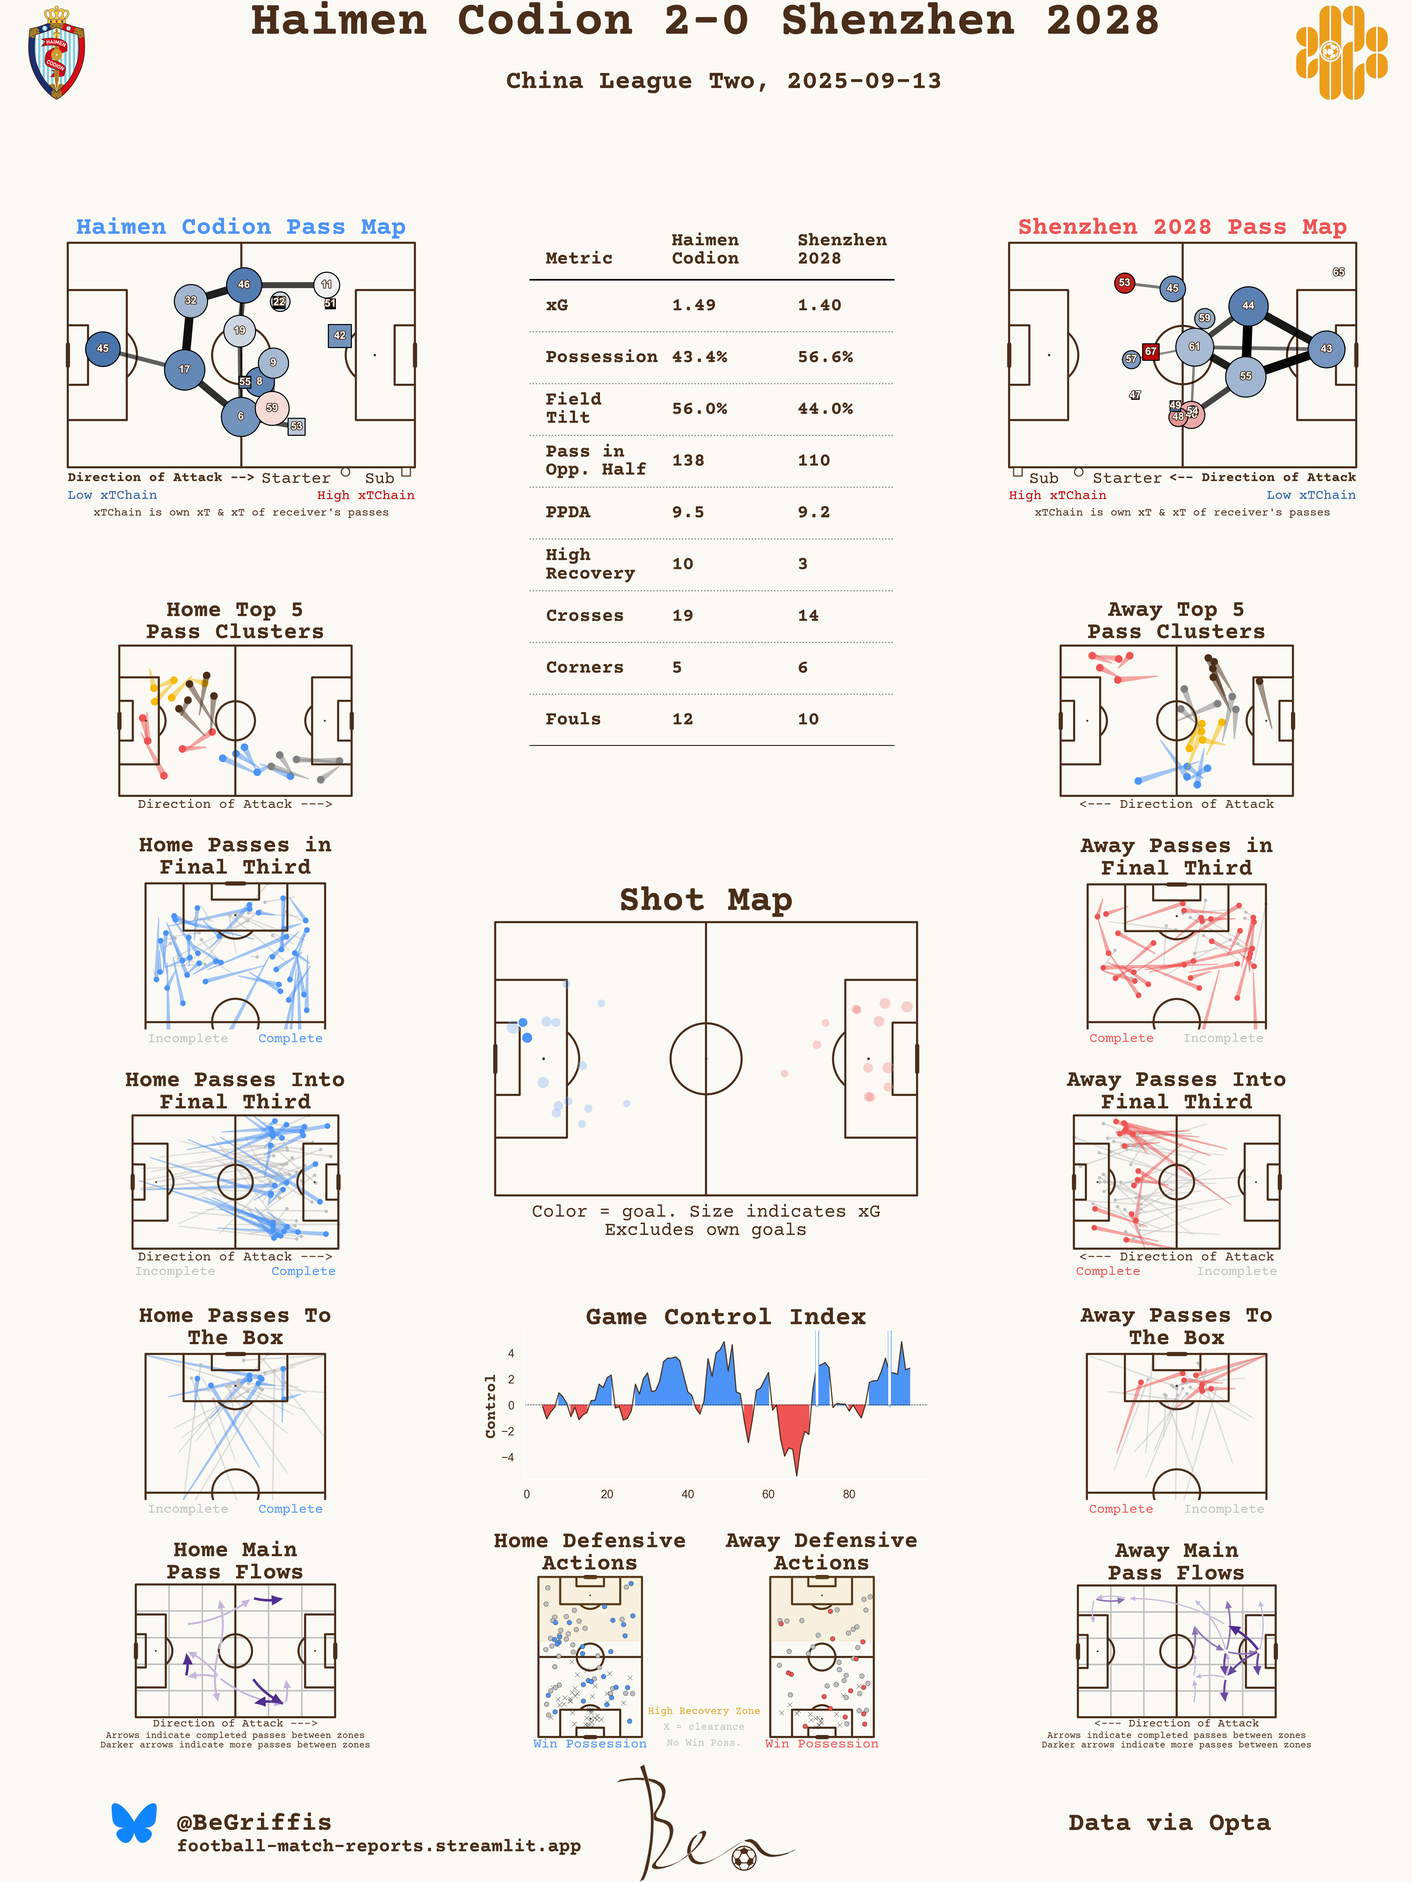 Haimen Codion 2-0 Shenzhen 2028
China League Two, 2025-09-13
HAIMEN
CODION
Haimen Codion Pass Map
45
32
17
46
19
6
9
8
55
59
53
22
11
51
42
Direction of Attack --> Starter Sub
Low xTChain High xTChain
xTChain is own xT & xT of receiver's passes
Metric Haimen Codion Shenzhen 2028
xG 1.49 1.40
Possession 43.4% 56.6%
Field Tilt 56.0% 44.0%
Pass in Opp. Half 138 110
PPDA 9.5 9.2
High Recovery 10 3
Crosses 19 14
Corners 5 6
Fouls 12 10
Shenzhen 2028 Pass Map
65
53
45
44
59
61
43
67
57
55
47
49
48
54
Sub Starter <-- Direction of Attack
High xTChain Low xTChain
xTChain is own xT & xT of receiver's passes
Home Top 5
Pass Clusters
Direction of Attack --->
Away Top 5
Pass Clusters
<--- Direction of Attack
Home Passes in
Final Third
Incomplete Complete
Shot Map
Color = goal. Size indicates xG
Excludes own goals
Away Passes in
Final Third
Complete Incomplete
Home Passes Into
Final Third
Direction of Attack --->
Incomplete Complete
Away Passes Into
Final Third
<--- Direction of Attack
Complete Incomplete
Home Passes To
The Box
Incomplete Complete
Game Control Index
Control
4
2
0
−2
−4
0 20 40 60 80
Away Passes To
The Box
Complete Incomplete
Home Main
Pass Flows
Direction of Attack --->
Arrows indicate completed passes between zones
Darker arrows indicate more passes between zones
Home Defensive
Actions
Win Possession
High Recovery Zone
X = clearance
No Win Poss.
Away Defensive
Actions
Win Possession
Away Main
Pass Flows
<--- Direction of Attack
Arrows indicate completed passes between zones
Darker arrows indicate more passes between zones
@BeGriffis
football-match-reports.streamlit.app
Ben
Data via Opta